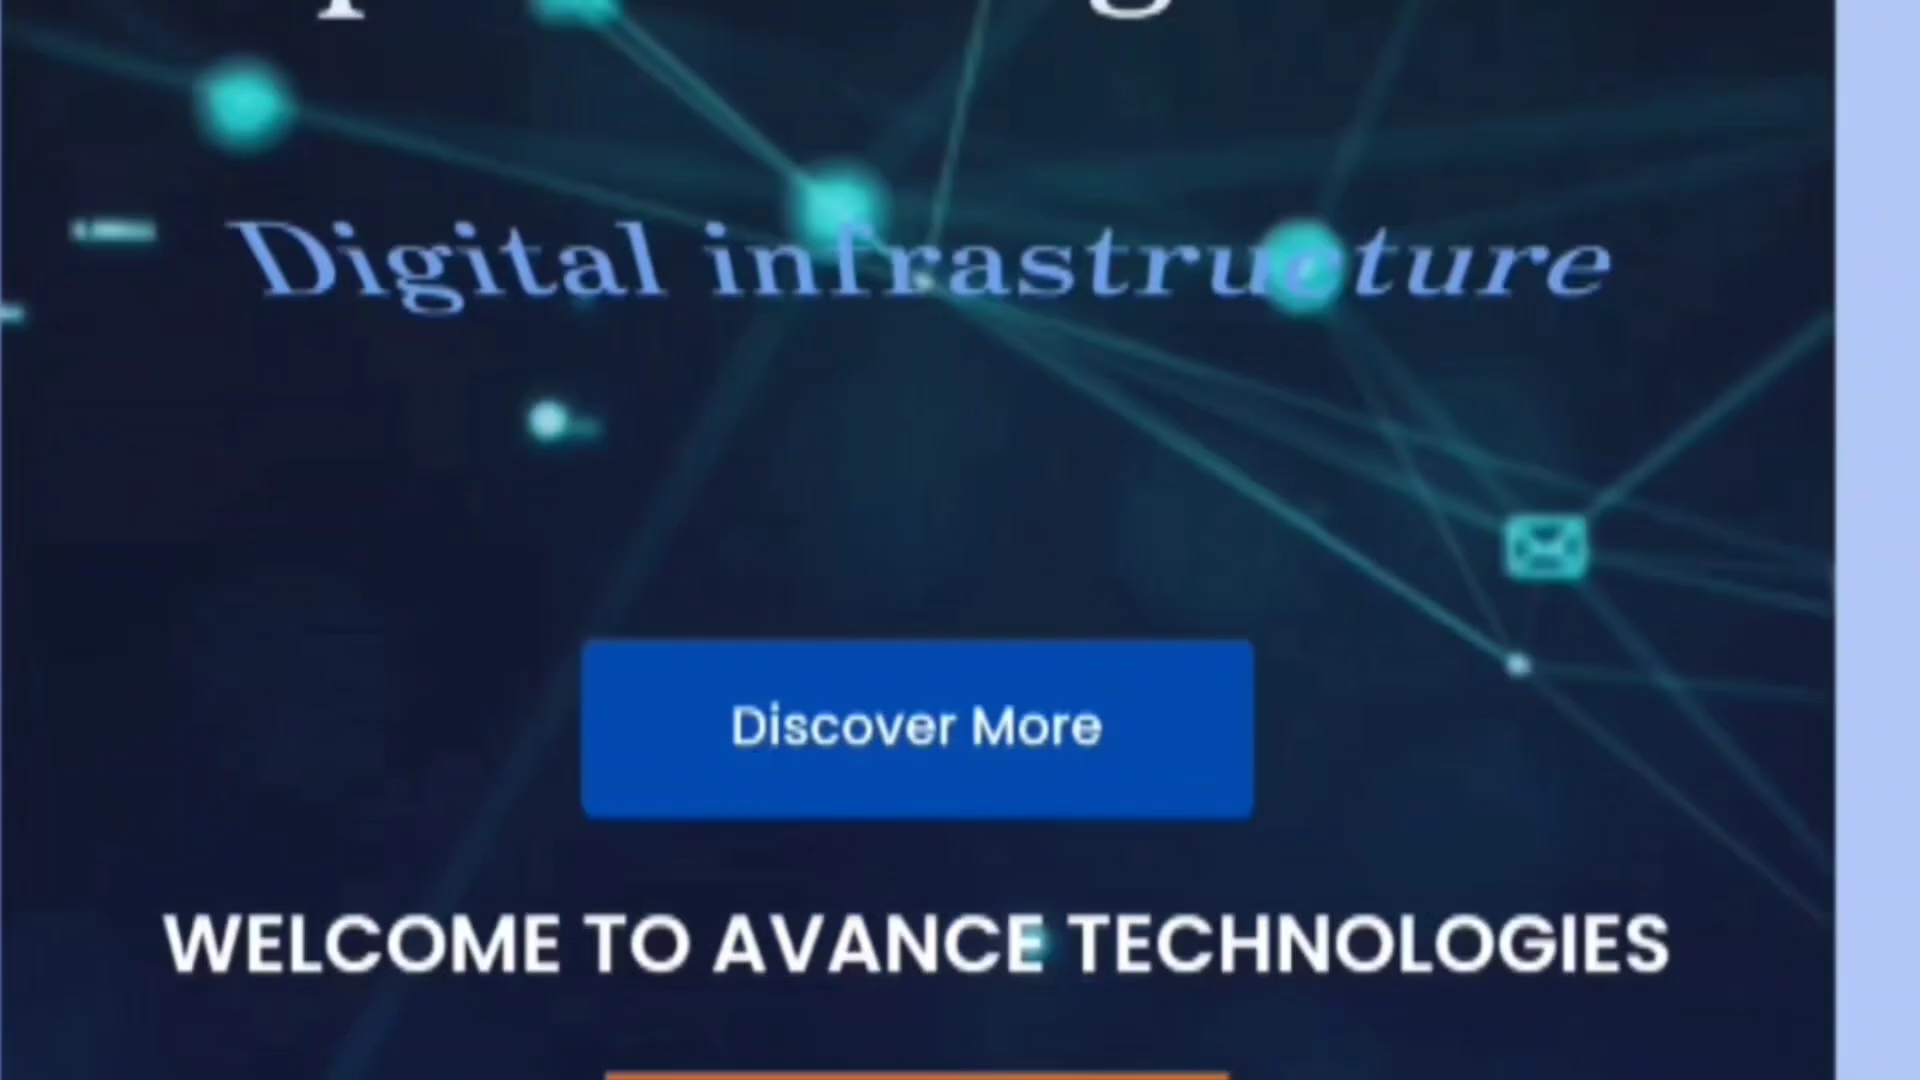 Digital infrastructure
Discover More
WELCOME TO AVANCE TECHNOLOGIES